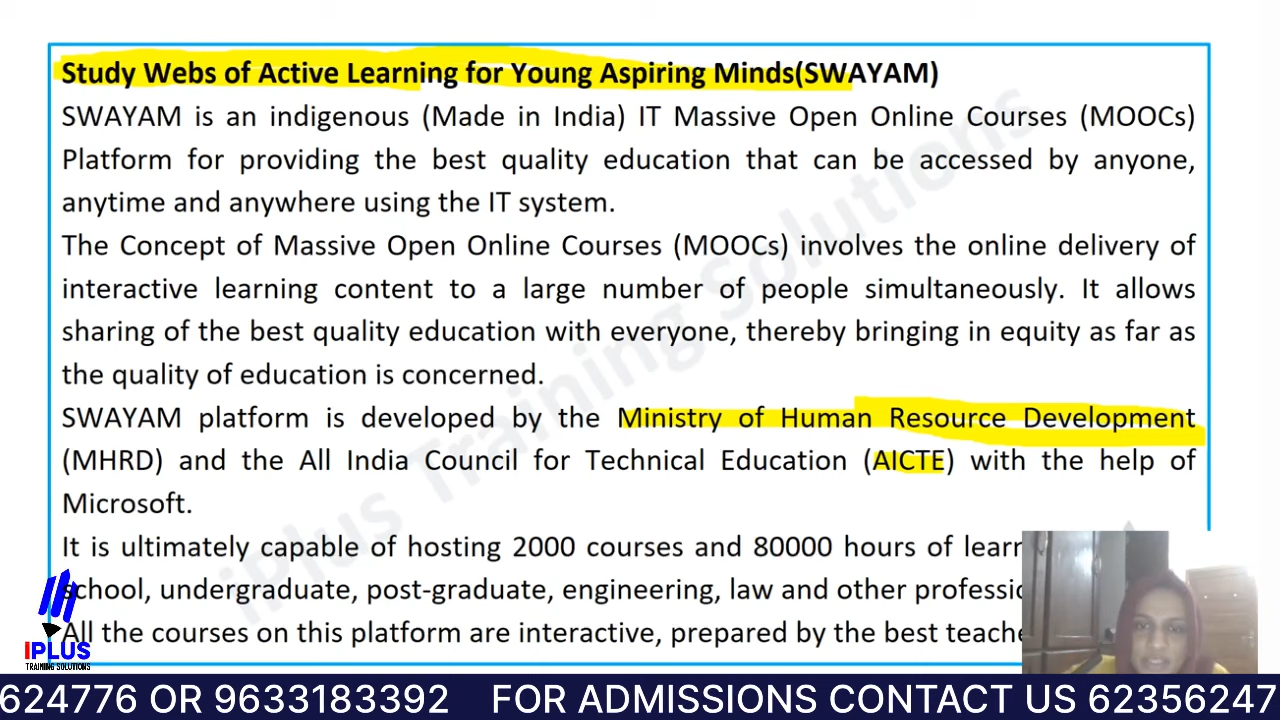 Study Webs of Active Learning for Young Aspiring Minds(SWAYAM)
SWAYAM is an indigenous (Made in India) IT Massive Open Online Courses (MOOCs)
Platform for providing the best quality education that can be accessed by anyone,
anytime and anywhere using the IT system.
The Concept of Massive Open Online Courses (MOOCs) involves the online delivery of
interactive learning content to a large number of people simultaneously. It allows
sharing of the best quality education with everyone, thereby bringing in equity as far as
the quality of education is concerned.
SWAYAM platform is developed by the Ministry of Human Resource Development
(MHRD) and the All India Council for Technical Education (AICTE) with the help of
Microsoft.
It is ultimately capable of hosting 2000 courses and 80000 hours of learn
school, undergraduate, post-graduate, engineering, law and other professio
All the courses on this platform are interactive, prepared by the best teache
iPlus Training Solutions
IPLUS
TRAINING SOLUTIONS
624776 OR 9633183392 FOR ADMISSIONS CONTACT US 62356247